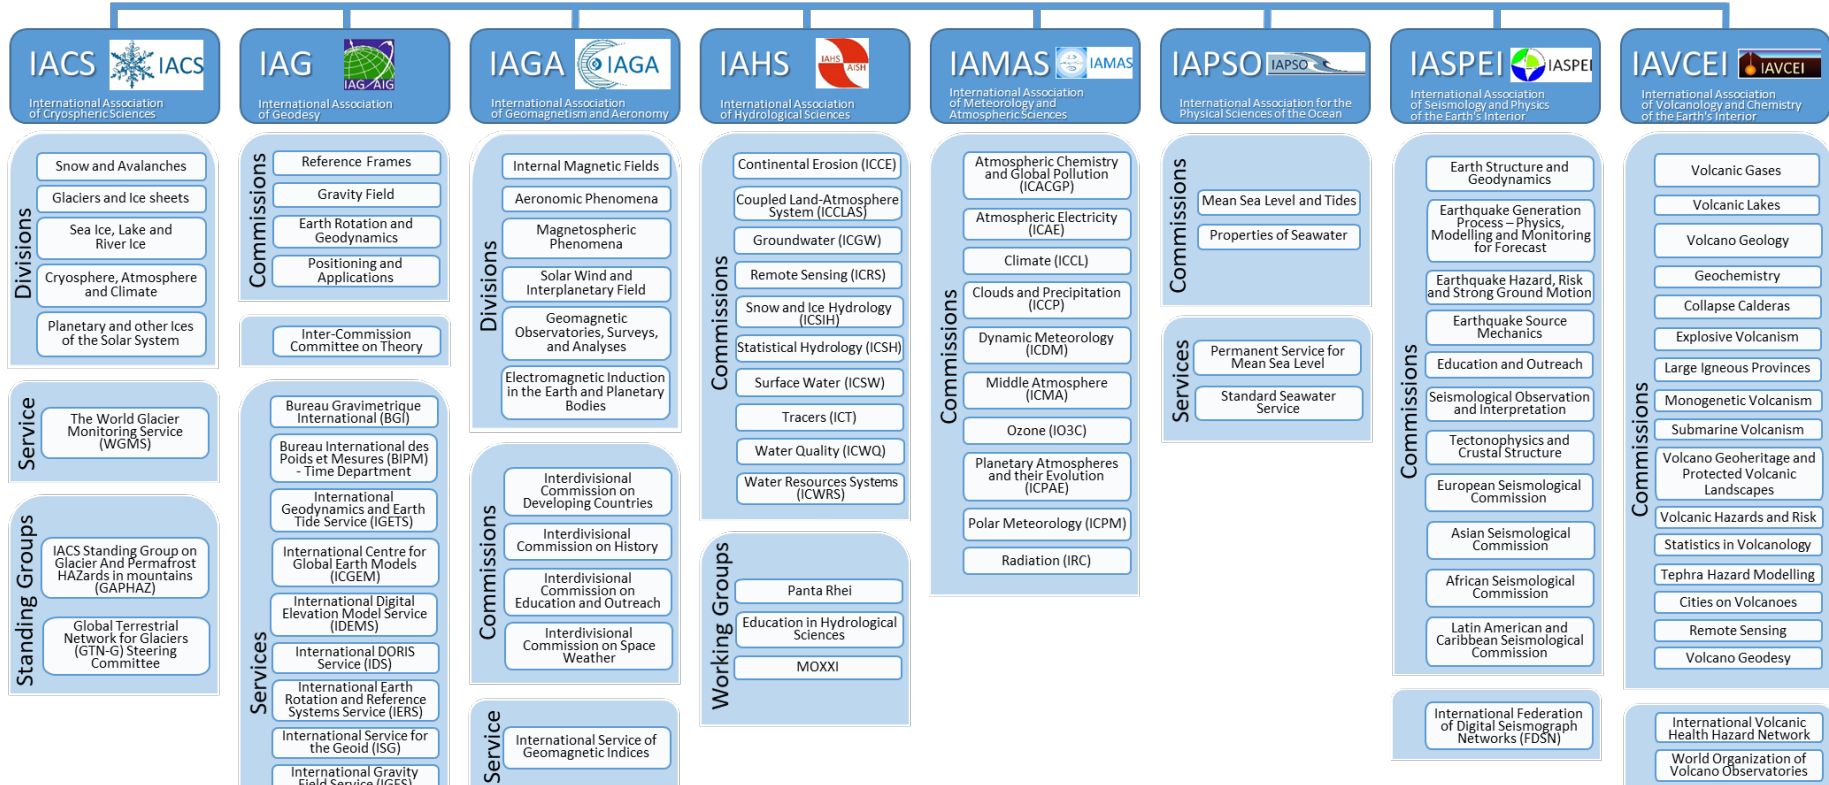 IACS
IACS
International Association
of Cryospheric Sciences
Divisions
Snow and Avalanches
Glaciers and Ice sheets
Sea Ice, Lake and
River Ice
Cryosphere, Atmosphere
and Climate
Planetary and other Ices
of the Solar System
Service
The World Glacier
Monitoring Service
(WGMS)
Standing Groups
IACS Standing Group on
Glacier And Permafrost
HAZards in mountains
(GAPHAZ)
Global Terrestrial
Network for Glaciers
(GTN-G) Steering
Committee
IAG
IAG AIG
International Association
of Geodesy
Commissions
Reference Frames
Gravity Field
Earth Rotation and
Geodynamics
Positioning and
Applications
Inter-Commission
Committee on Theory
Services
Bureau Gravimetrique
International (BGI)
Bureau International des
Poids et Mesures (BIPM)
- Time Department
International
Geodynamics and Earth
Tide Service (IGETS)
International Centre for
Global Earth Models
(ICGEM)
International Digital
Elevation Model Service
(IDEMS)
International DORIS
Service (IDS)
International Earth
Rotation and Reference
Systems Service (IERS)
International Service for
the Geoid (ISG)
International Gravity
Field Service (IGFS)
IAGA
IAGA
International Association
of Geomagnetism and Aeronomy
Divisions
Internal Magnetic Fields
Aeronomic Phenomena
Magnetospheric
Phenomena
Solar Wind and
Interplanetary Field
Geomagnetic
Observatories, Surveys,
and Analyses
Electromagnetic Induction
in the Earth and Planetary
Bodies
Commissions
Interdivisional
Commission on
Developing Countries
Interdivisional
Commission on History
Interdivisional
Commission on
Education and Outreach
Interdivisional
Commission on Space
Weather
Service
International Service of
Geomagnetic Indices
IAHS
IAHS
AISH
International Association
of Hydrological Sciences
Commissions
Continental Erosion (ICCE)
Coupled Land-Atmosphere
System (ICCLAS)
Groundwater (ICGW)
Remote Sensing (ICRS)
Snow and Ice Hydrology
(ICSIH)
Statistical Hydrology (ICSH)
Surface Water (ICSW)
Tracers (ICT)
Water Quality (ICWQ)
Water Resources Systems
(ICWRS)
Working Groups
Panta Rhei
Education in Hydrological
Sciences
MOXXI
IAMAS
IAMAS
International Association
of Meteorology and
Atmospheric Sciences
Commissions
Atmospheric Chemistry
and Global Pollution
(ICACGP)
Atmospheric Electricity
(ICAE)
Climate (ICCL)
Clouds and Precipitation
(ICCP)
Dynamic Meteorology
(ICDM)
Middle Atmosphere
(ICMA)
Ozone (IO3C)
Planetary Atmospheres
and their Evolution
(ICPAE)
Polar Meteorology (ICPM)
Radiation (IRC)
IAPSO
IAPSO
International Association for the
Physical Sciences of the Ocean
Commissions
Mean Sea Level and Tides
Properties of Seawater
Services
Permanent Service for
Mean Sea Level
Standard Seawater
Service
IASPEI
IASPEI
International Association
of Seismology and Physics
of the Earth's Interior
Commissions
Earth Structure and
Geodynamics
Earthquake Generation
Process – Physics,
Modelling and Monitoring
for Forecast
Earthquake Hazard, Risk
and Strong Ground Motion
Earthquake Source
Mechanics
Education and Outreach
Seismological Observation
and Interpretation
Tectonophysics and
Crustal Structure
European Seismological
Commission
Asian Seismological
Commission
African Seismological
Commission
Latin American and
Caribbean Seismological
Commission
International Federation
of Digital Seismograph
Networks (FDSN)
IAVCEI
IAVCEI
International Association
of Volcanology and Chemistry
of the Earth's Interior
Commissions
Volcanic Gases
Volcanic Lakes
Volcano Geology
Geochemistry
Collapse Calderas
Explosive Volcanism
Large Igneous Provinces
Monogenetic Volcanism
Submarine Volcanism
Volcano Geoheritage and
Protected Volcanic
Landscapes
Volcanic Hazards and Risk
Statistics in Volcanology
Tephra Hazard Modelling
Cities on Volcanoes
Remote Sensing
Volcano Geodesy
International Volcanic
Health Hazard Network
World Organization of
Volcano Observatories